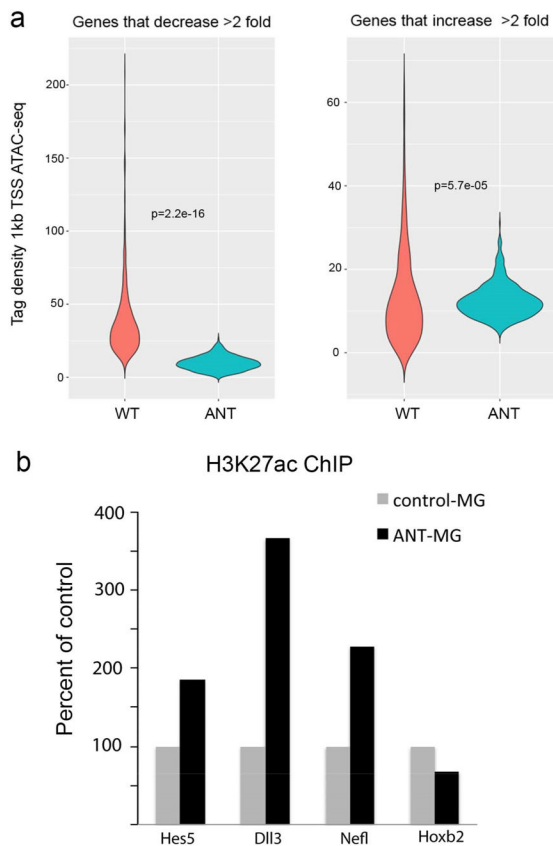 a
Genes that decrease >2 fold
Genes that increase >2 fold
Tag density 1kb TSS ATAC-seq
200
150
100
50
0
p=2.2e-16
WT
ANT
60
40
20
0
p=5.7e-05
WT
ANT
b
H3K27ac ChIP
control-MG
ANT-MG
Percent of control
400
300
200
100
Hes5
Dll3
Nefl
Hoxb2